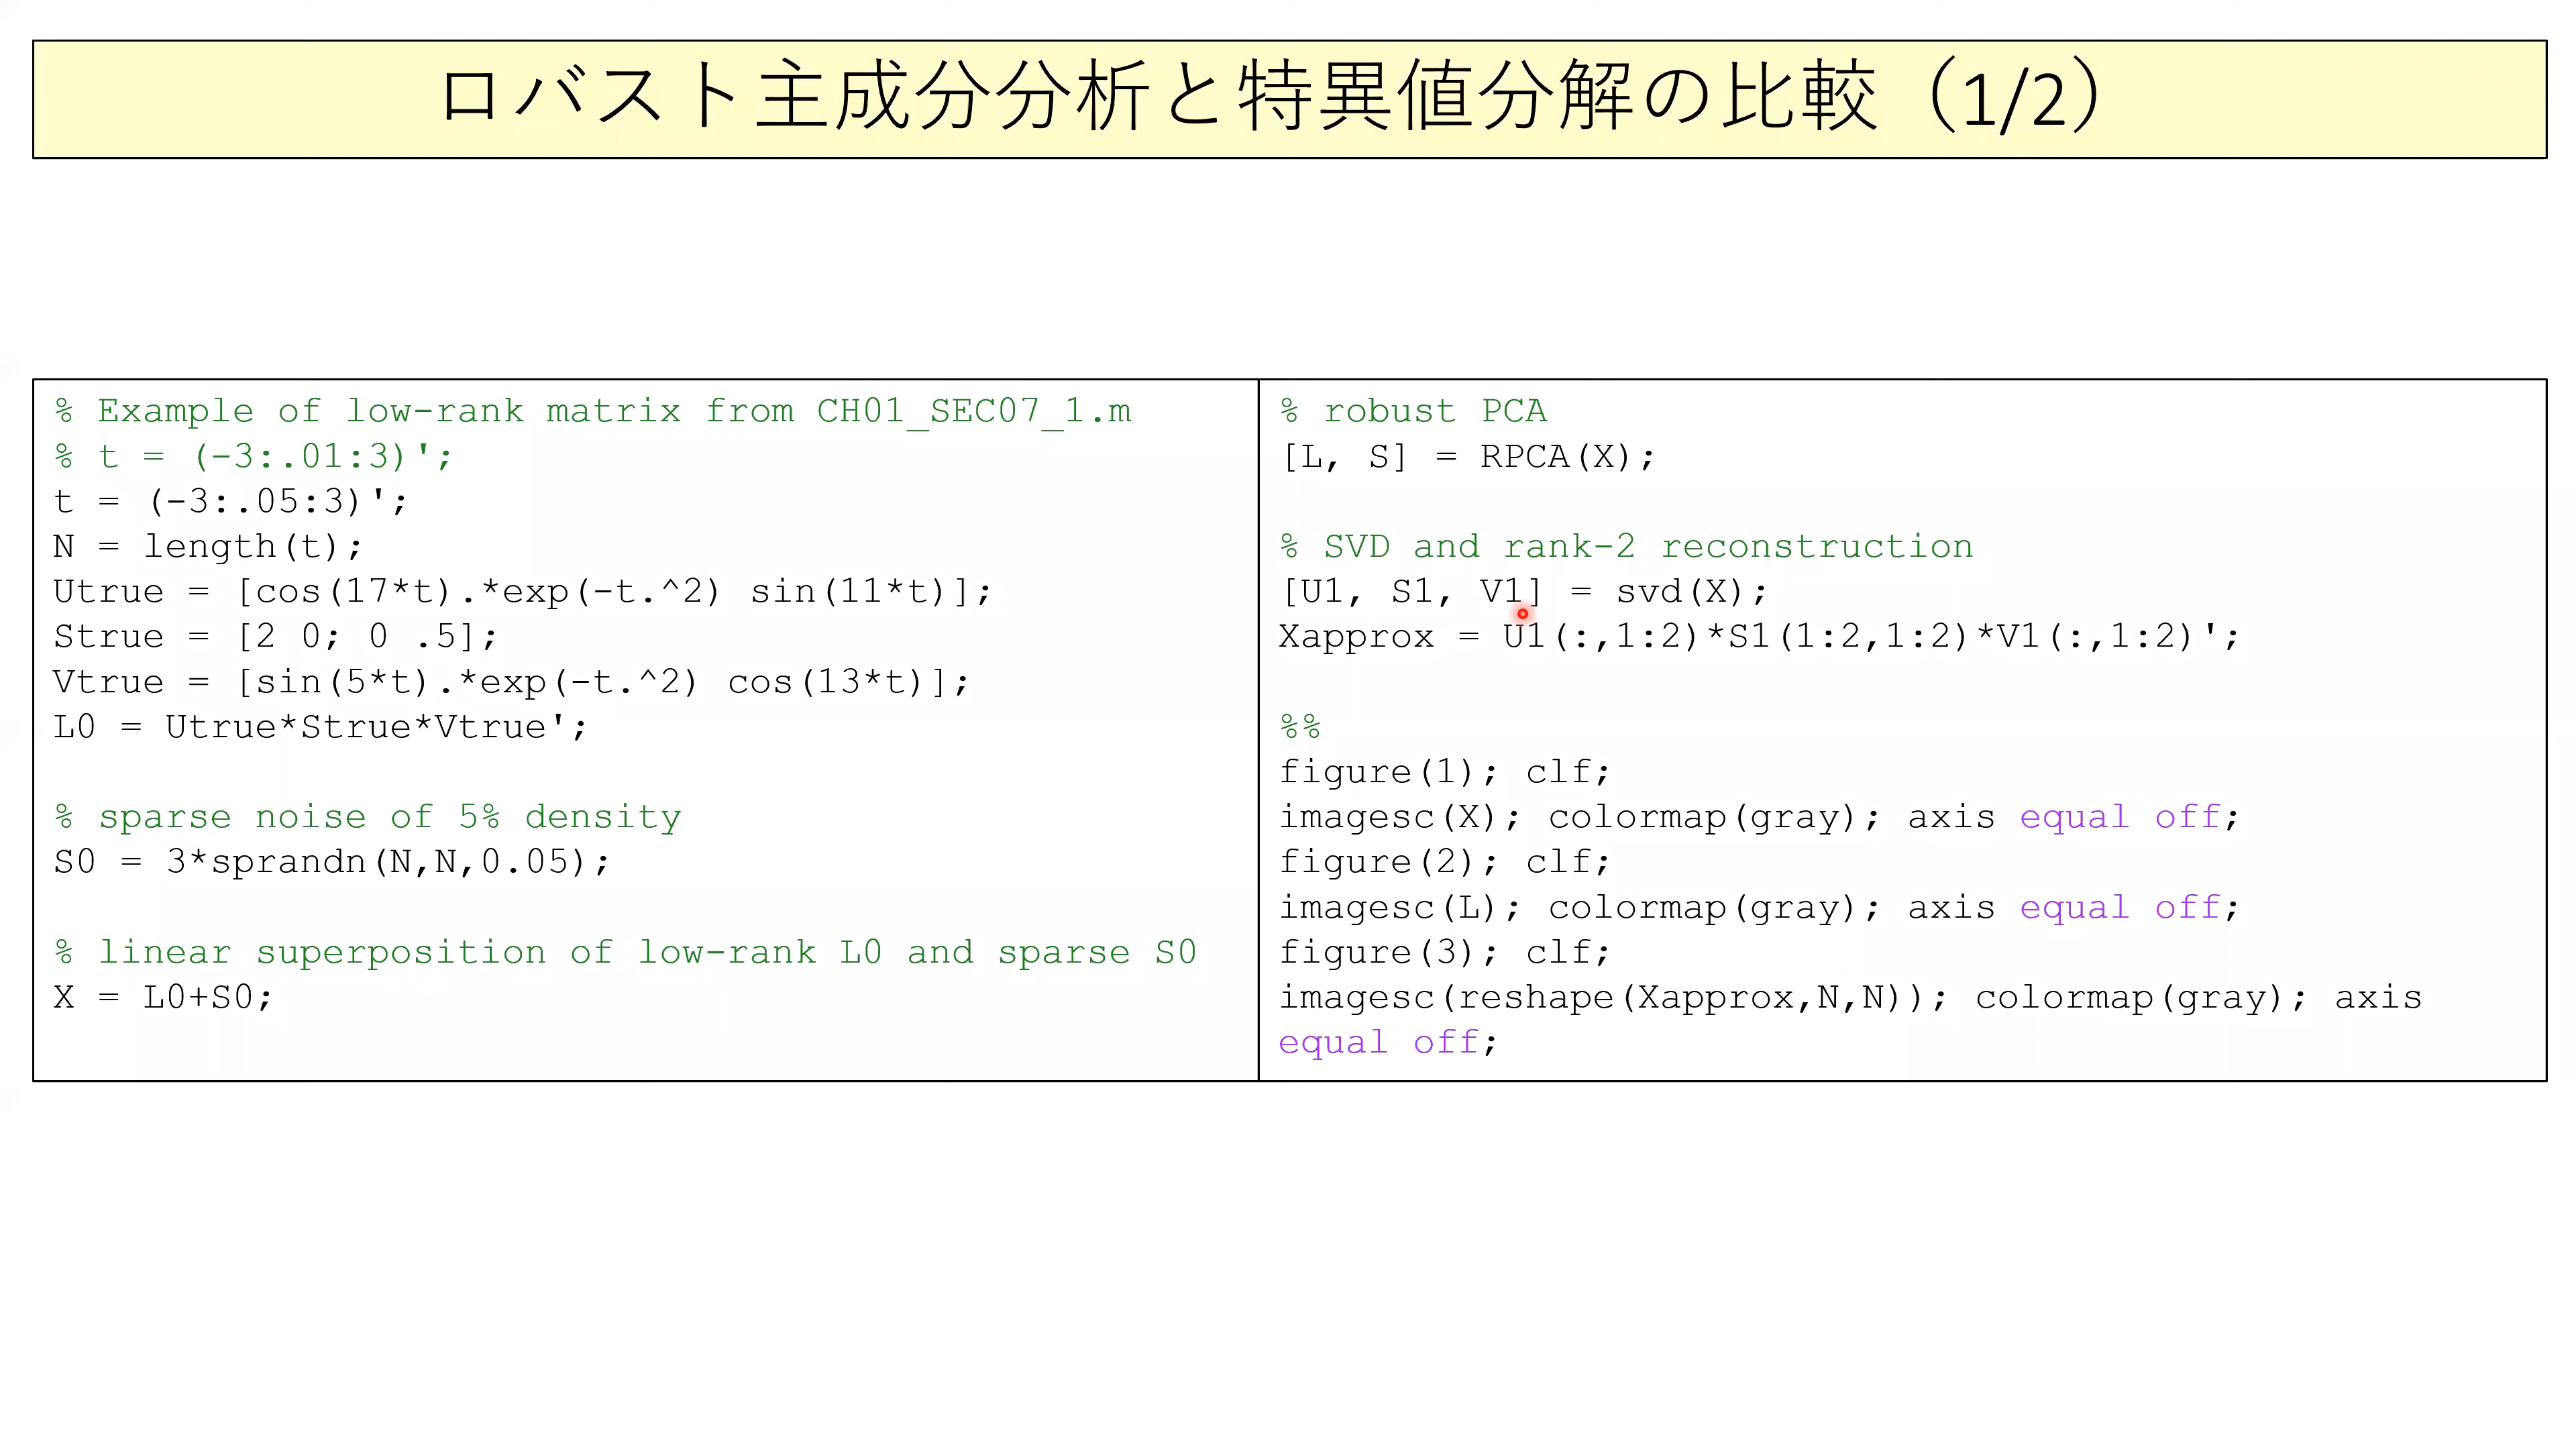 ロバスト主成分分析と特異値分解の比較（1/2）
% Example of low-rank matrix from CH01_SEC07_1.m
% t = (-3:.01:3)';
t = (-3:.05:3)';
N = length(t);
Utrue = [cos(17*t).*exp(-t.^2) sin(11*t)];
Strue = [2 0; 0 .5];
Vtrue = [sin(5*t).*exp(-t.^2) cos(13*t)];
L0 = Utrue*Strue*Vtrue';
% sparse noise of 5% density
S0 = 3*sprandn(N,N,0.05);
% linear superposition of low-rank L0 and sparse S0
X = L0+S0;
% robust PCA
[L, S] = RPCA(X);
% SVD and rank-2 reconstruction
[U1, S1, V1] = svd(X);
Xapprox = U1(:,1:2)*S1(1:2,1:2)*V1(:,1:2)';
%%
figure(1); clf;
imagesc(X); colormap(gray); axis equal off;
figure(2); clf;
imagesc(L); colormap(gray); axis equal off;
figure(3); clf;
imagesc(reshape(Xapprox,N,N)); colormap(gray); axis
equal off;